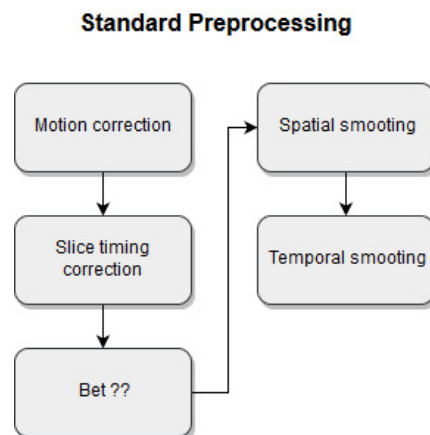 Standard Preprocessing
Motion correction
Slice timing
correction
Bet ??
Spatial smooting
Temporal smooting